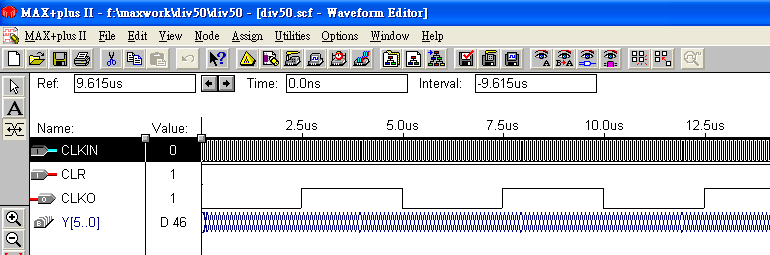 MAX+plus II - f:\maxwork\div50\div50 - [div50.scf - Waveform Editor]
MAX+plus II File Edit View Node Assign Utilities Options Window Help
Ref: 9.615us Time: 0.0ns Interval: -9.615us
A
Name: Value: 2.5us 5.0us 7.5us 10.0us 12.5us
CLKIN 0
CLR 1
CLKO 1
Y[5..0] D 46